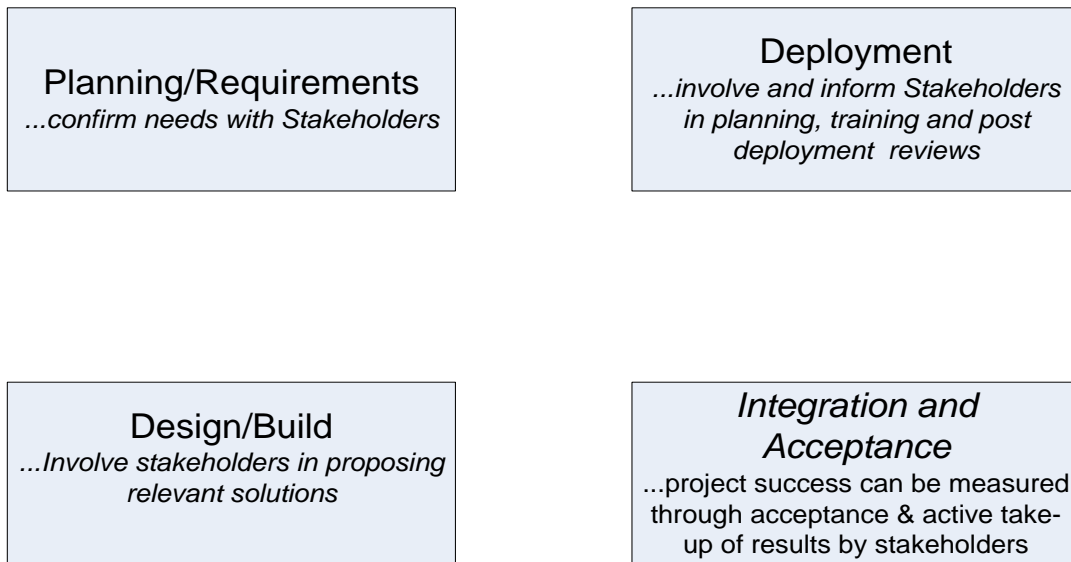 Planning/Requirements
...confirm needs with Stakeholders
Deployment
...involve and inform Stakeholders
in planning, training and post
deployment reviews
Design/Build
...Involve stakeholders in proposing
relevant solutions
Integration and
Acceptance
...project success can be measured
through acceptance & active take-
up of results by stakeholders